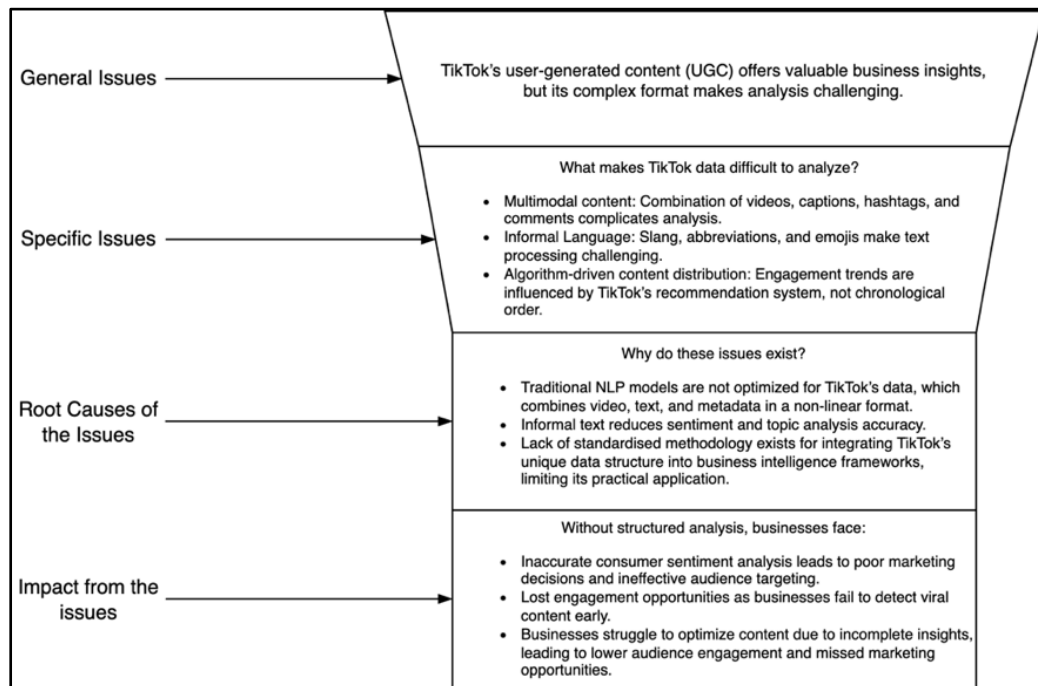 General Issues
TikTok's user-generated content (UGC) offers valuable business insights,
but its complex format makes analysis challenging.
Specific Issues
What makes TikTok data difficult to analyze?
• Multimodal content: Combination of videos, captions, hashtags, and
comments complicates analysis.
• Informal Language: Slang, abbreviations, and emojis make text
processing challenging.
• Algorithm-driven content distribution: Engagement trends are
influenced by TikTok's recommendation system, not chronological
order.
Root Causes of
the Issues
Why do these issues exist?
• Traditional NLP models are not optimized for TikTok's data, which
combines video, text, and metadata in a non-linear format.
• Informal text reduces sentiment and topic analysis accuracy.
• Lack of standardised methodology exists for integrating TikTok's
unique data structure into business intelligence frameworks,
limiting its practical application.
Impact from the
issues
Without structured analysis, businesses face:
• Inaccurate consumer sentiment analysis leads to poor marketing
decisions and ineffective audience targeting.
• Lost engagement opportunities as businesses fail to detect viral
content early.
• Businesses struggle to optimize content due to incomplete insights,
leading to lower audience engagement and missed marketing
opportunities.